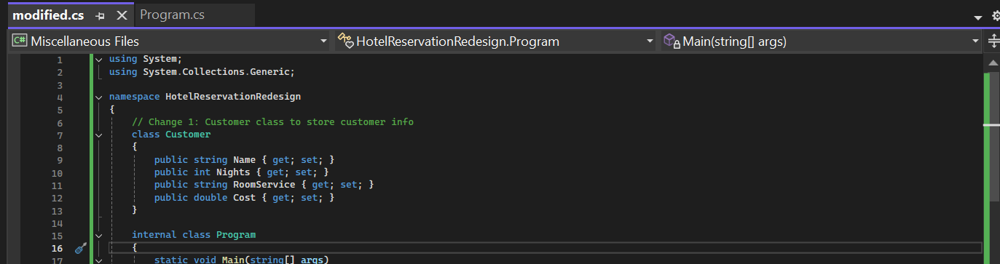 modified.cs Program.cs
C# Miscellaneous Files HotelReservationRedesign.Program Main(string[] args)
1 using System;
2 using System.Collections.Generic;
3
4 namespace HotelReservationRedesign
5 {
6 // Change 1: Customer class to store customer info
7 class Customer
8 {
9 public string Name { get; set; }
10 public int Nights { get; set; }
11 public string RoomService { get; set; }
12 public double Cost { get; set; }
13 }
14
15 internal class Program
16 {
17 static void Main(string[] args)